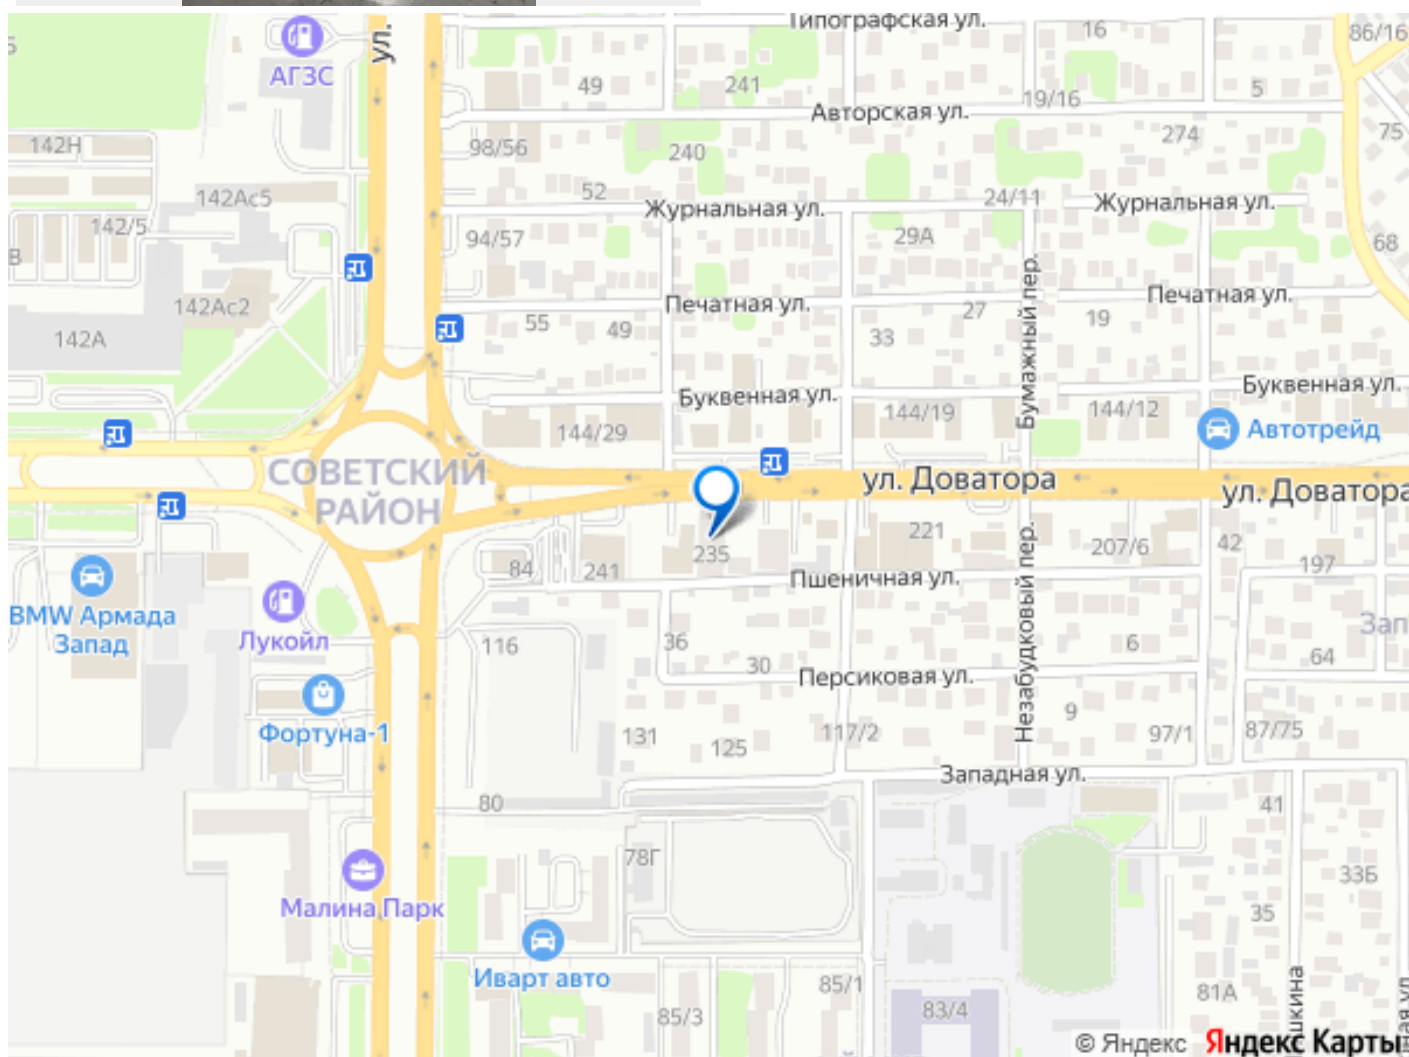 Типографская ул.
86/16
ул.
АГЗС
49
241
16
5
19/16
Авторская ул.
274
75
142Н
98/56
240
142Ас5
52
24/11
Журнальная ул.
Журнальная ул.
142/5
94/57
29А
68
В
142Ас2
Печатная ул.
Печатная ул.
55
49
27
19
33
142А
Бумажный пер.
Буквенная ул.
Буквенная ул.
144/29
144/19
144/12
Автотрейд
СОВЕТСКИЙ
РАЙОН
ул. Доватора
ул. Доватора
235
221
207/6
42
197
84
241
Пшеничная ул.
Незабудковый пер.
BMW Армада
Запад
Лукойл
116
36
30
6
64
Персиковая ул.
9
Фортуна-1
131
125
117/2
97/1
87/75
Западная ул.
80
41
78Г
33Б
Малина Парк
35
Иварт авто
85/1
81А
85/3
83/4
© Яндекс Яндекс Карты